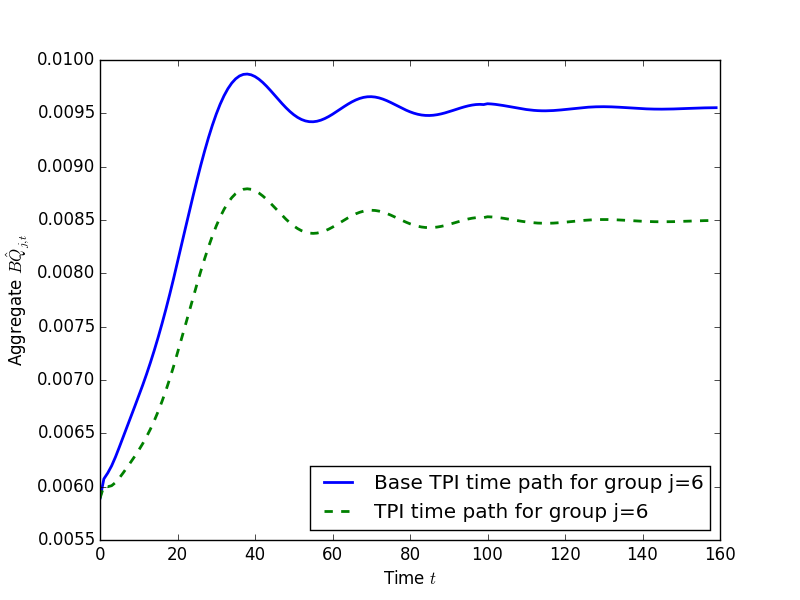 0.0100
0.0095
0.0090
0.0085
0.0080
0.0075
0.0070
0.0065
0.0060
0.0055
Aggregate $\hat{BQ}_{j,t}$
Base TPI time path for group j=6
TPI time path for group j=6
0 20 40 60 80 100 120 140 160
Time t